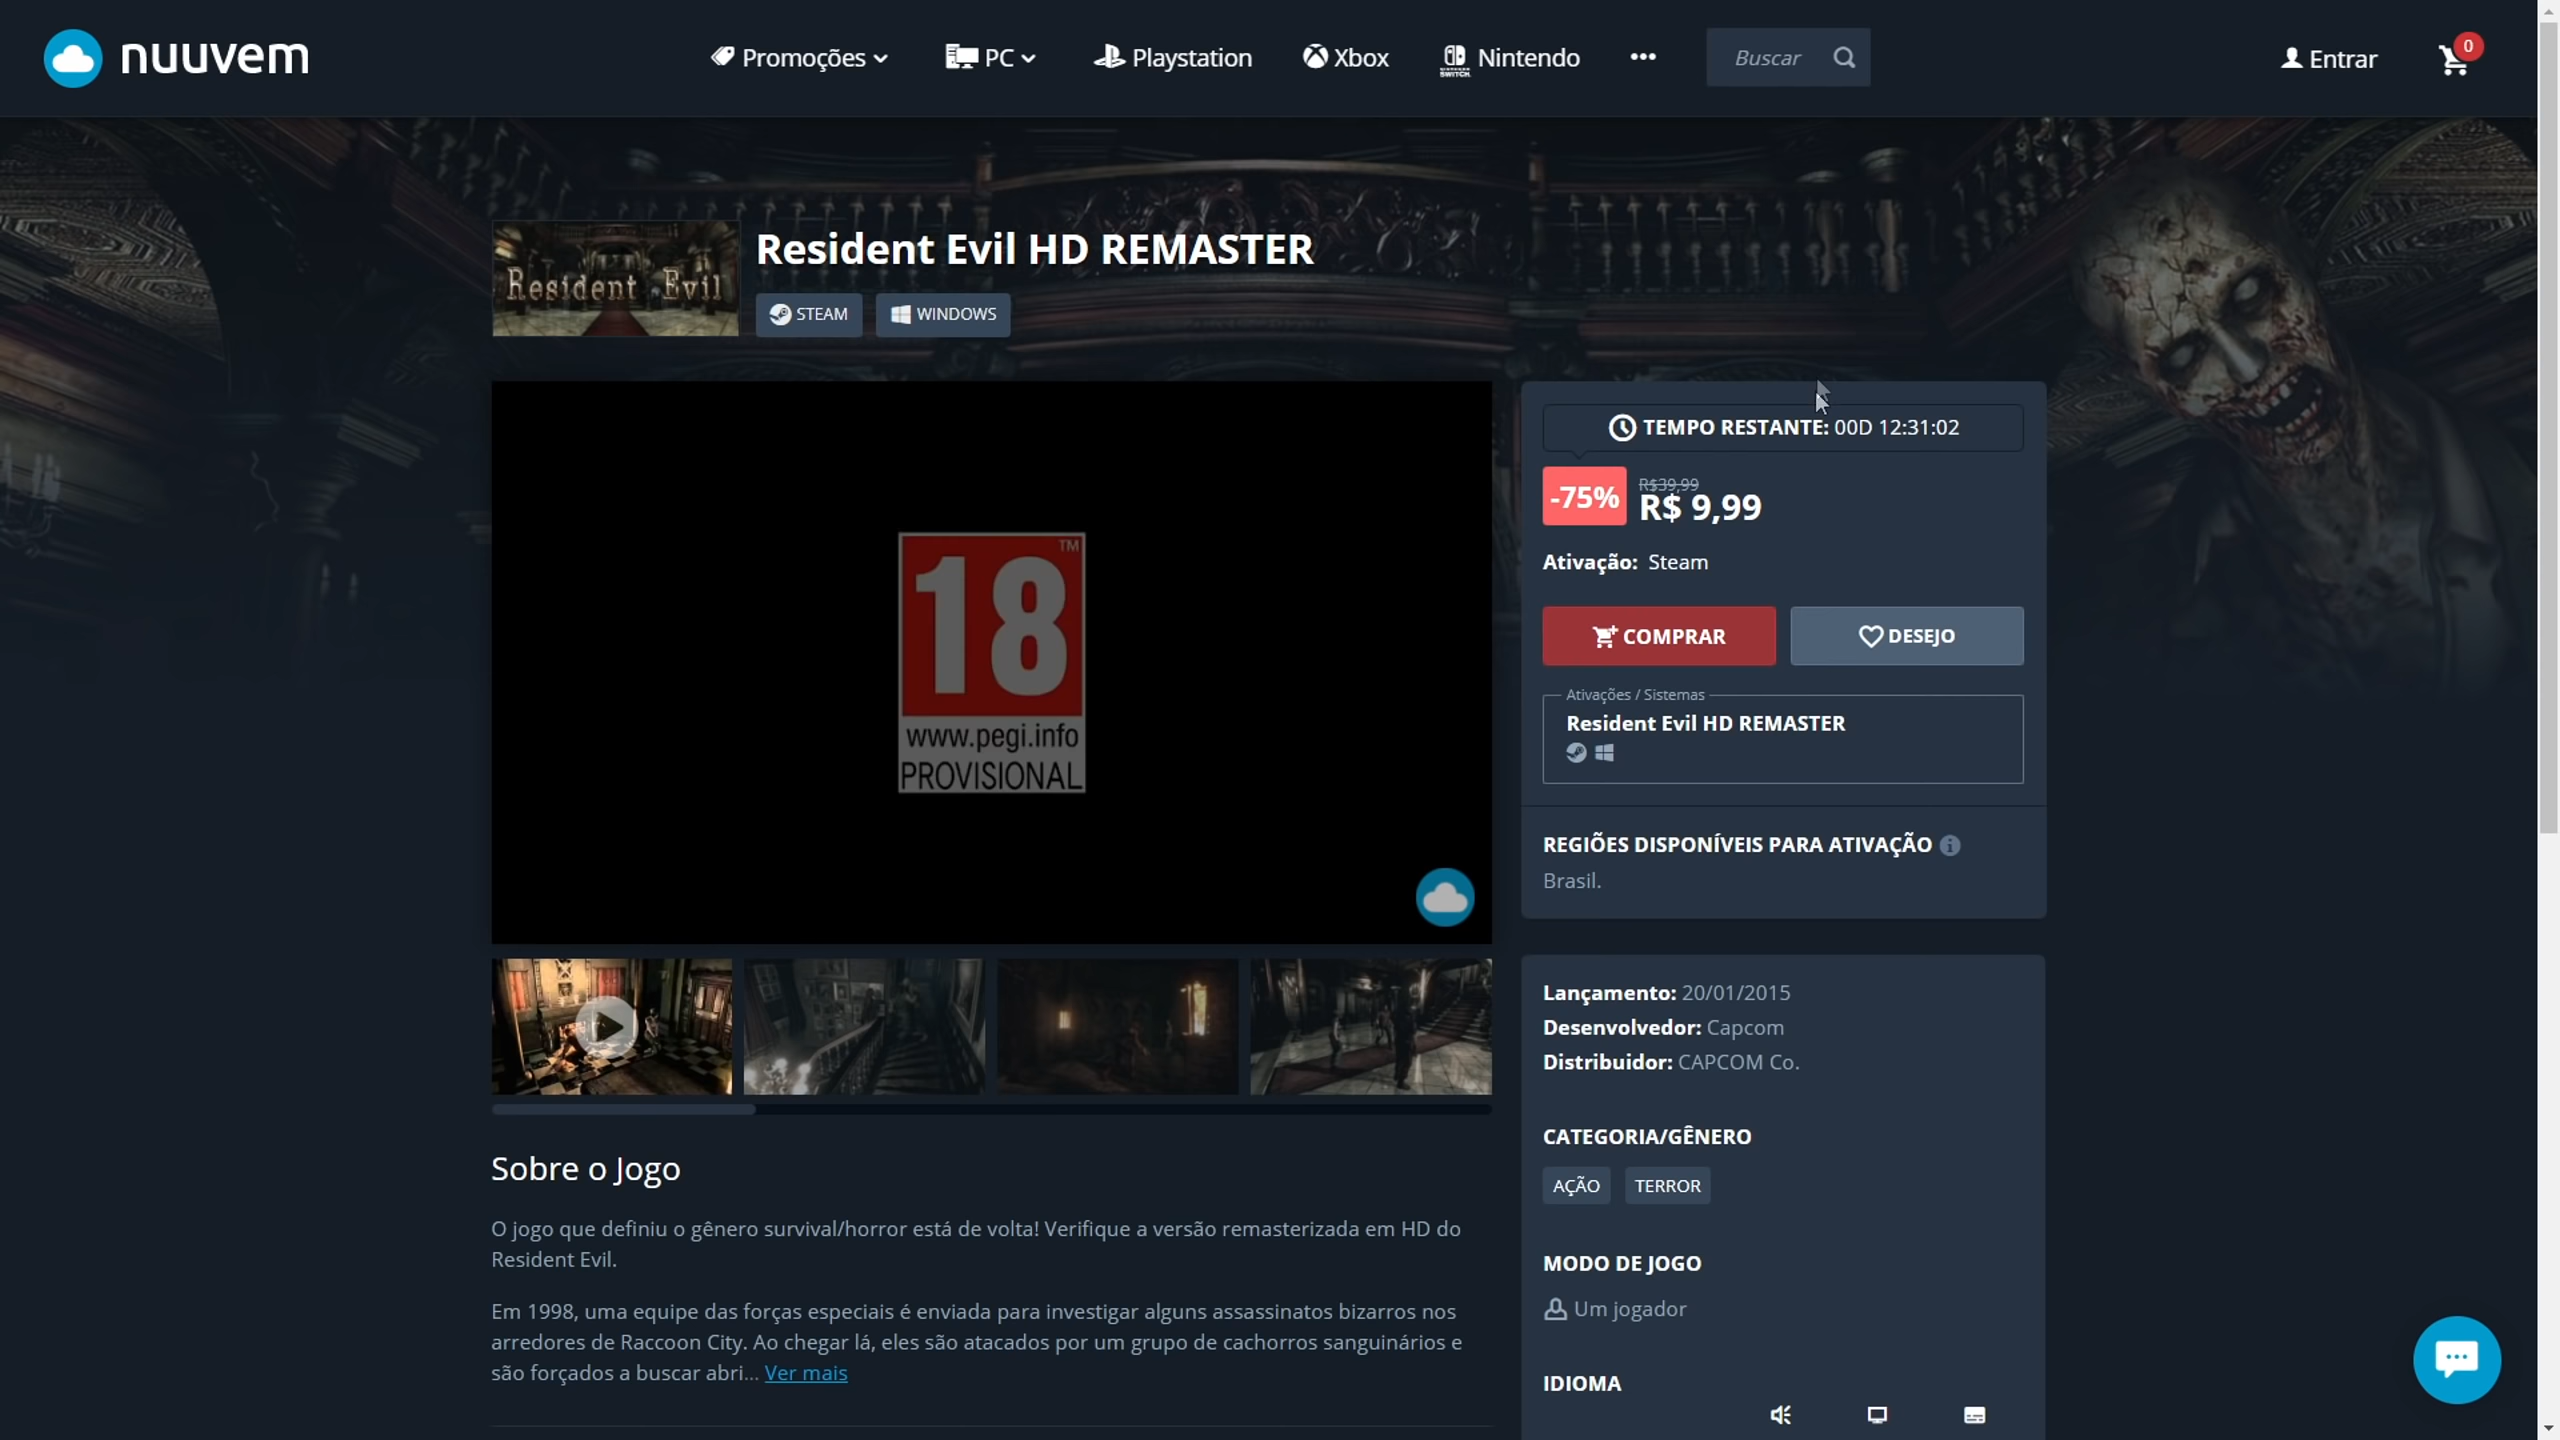 nuuvem
Promoções
PC
Playstation
Xbox
SWITCH
Nintendo
•••
Buscar
Entrar
0
Resident Evil
Resident Evil HD REMASTER
STEAM
WINDOWS
18
TM
www.pegi.info
PROVISIONAL
TEMPO RESTANTE: 00D 12:31:02
-75%
R$39,99
R$ 9,99
Ativação: Steam
COMPRAR
DESEJO
Ativações / Sistemas
Resident Evil HD REMASTER
REGIÕES DISPONÍVEIS PARA ATIVAÇÃO
Brasil.
Sobre o Jogo
O jogo que definiu o gênero survival/horror está de volta! Verifique a versão remasterizada em HD do
Resident Evil.
Em 1998, uma equipe das forças especiais é enviada para investigar alguns assassinatos bizarros nos
arredores de Raccoon City. Ao chegar lá, eles são atacados por um grupo de cachorros sanguinários e
são forçados a buscar abri... Ver mais
Lançamento: 20/01/2015
Desenvolvedor: Capcom
Distribuidor: CAPCOM Co.
CATEGORIA/GÊNERO
AÇÃO
TERROR
MODO DE JOGO
Um jogador
IDIOMA